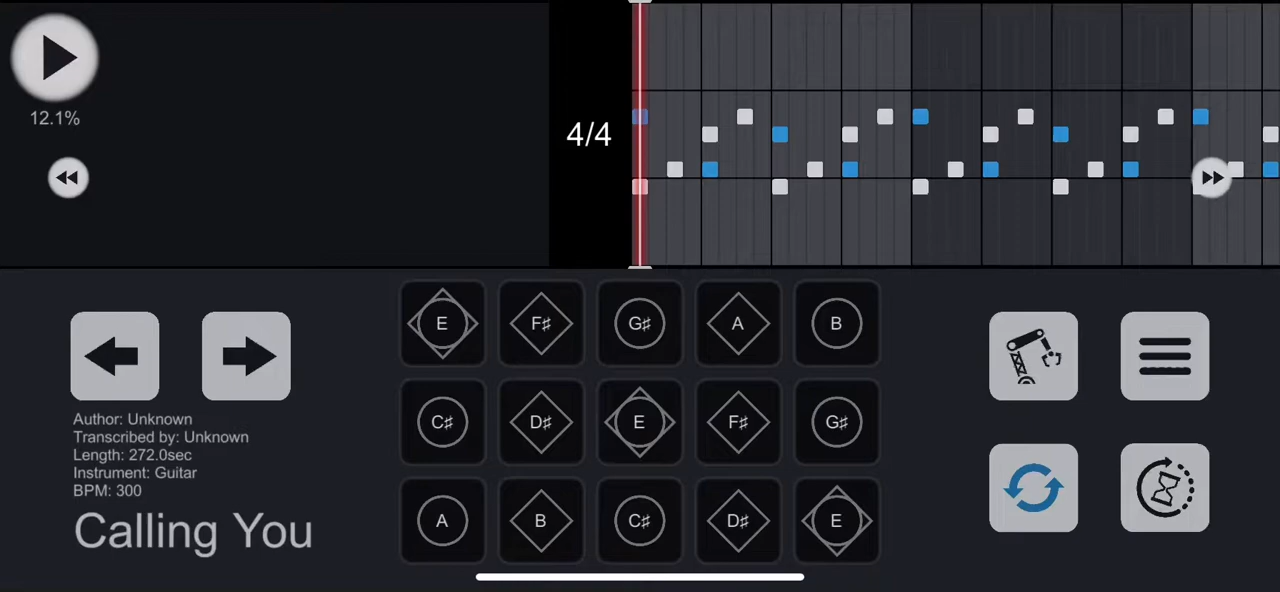 12.1%
4/4
E F♯ G♯ A B
C♯ D♯ E F♯ G♯
A B C♯ D♯ E
Author: Unknown
Transcribed by: Unknown
Length: 272.0sec
Instrument: Guitar
BPM: 300
Calling You